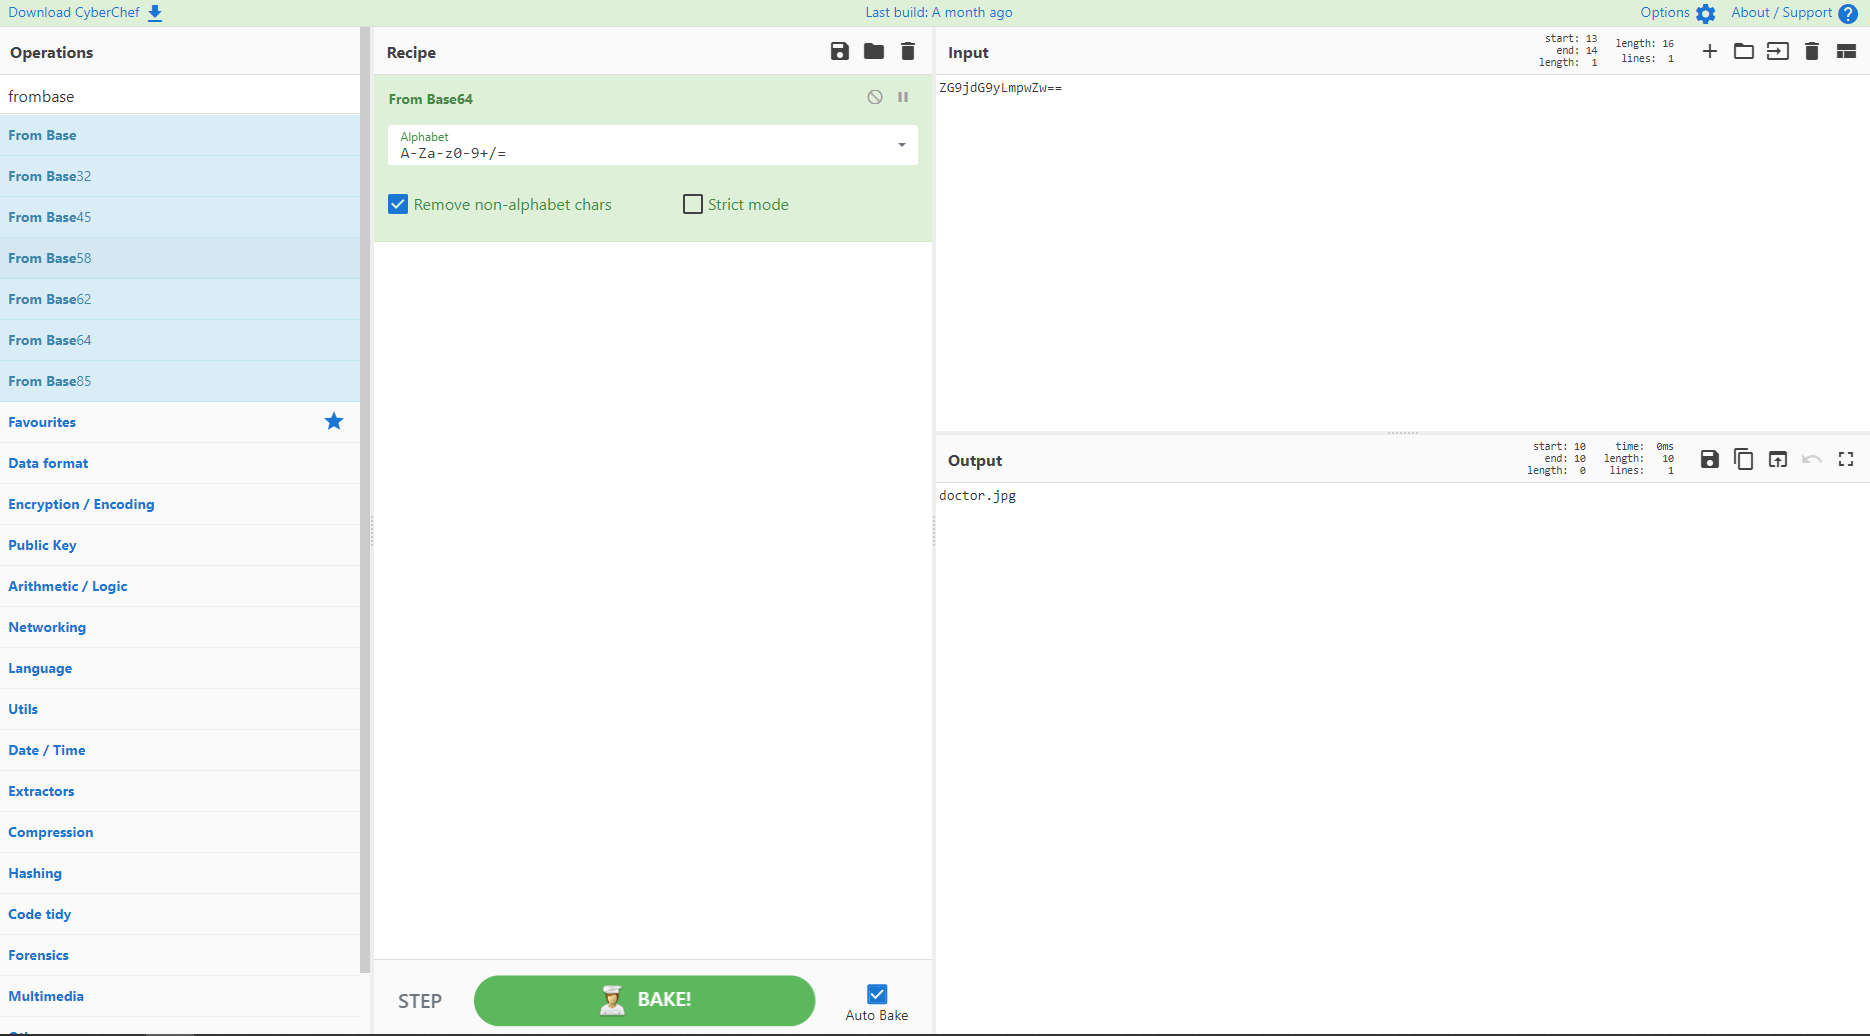 Download CyberChef
Last build: A month ago
Options
About / Support
Operations
frombase
From Base
From Base32
From Base45
From Base58
From Base62
From Base64
From Base85
Favourites
Data format
Encryption / Encoding
Public Key
Arithmetic / Logic
Networking
Language
Utils
Date / Time
Extractors
Compression
Hashing
Code tidy
Forensics
Multimedia
Recipe
From Base64
Alphabet
A-Za-z0-9+/=
Remove non-alphabet chars
Strict mode
STEP
BAKE!
Auto Bake
Input
start: 13
end: 14
length: 1
length: 16
lines: 1
ZG9jdG9yLmpwZw==
Output
start: 10
end: 10
length: 0
time: 0ms
length: 10
lines: 1
doctor.jpg